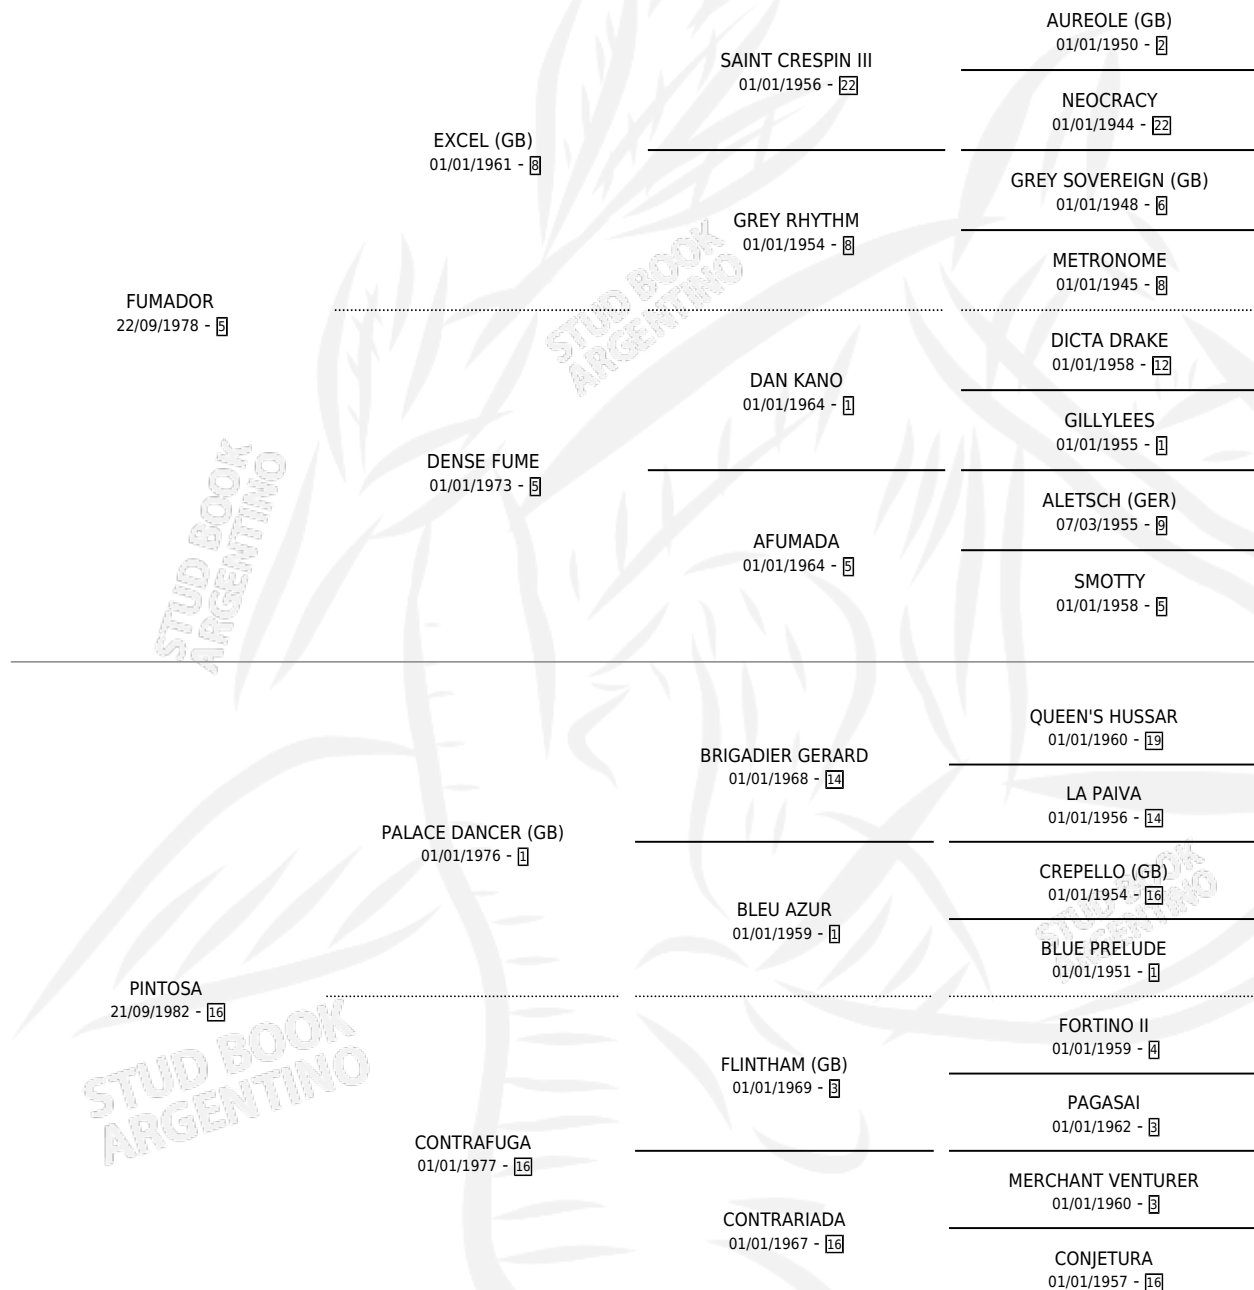 AUREOLE (GB)
01/01/1950 - 2
SAINT CRESPIN III
01/01/1956 - 22
NEOCRACY
01/01/1944 - 22
EXCEL (GB)
01/01/1961 - 8
GREY SOVEREIGN (GB)
01/01/1948 - 6
GREY RHYTHM
01/01/1954 - 8
METRONOME
01/01/1945 - 8
FUMADOR
22/09/1978 - 5
DICTA DRAKE
01/01/1958 - 12
DAN KANO
01/01/1964 - 1
GILLYLEES
01/01/1955 - 1
DENSE FUME
01/01/1973 - 5
ALETSCH (GER)
07/03/1955 - 9
AFUMADA
01/01/1964 - 5
SMOTTY
01/01/1958 - 5
QUEEN'S HUSSAR
01/01/1960 - 19
BRIGADIER GERARD
01/01/1968 - 14
LA PAIVA
01/01/1956 - 14
PALACE DANCER (GB)
01/01/1976 - 1
CREPELLO (GB)
01/01/1954 - 16
BLEU AZUR
01/01/1959 - 1
BLUE PRELUDE
01/01/1951 - 1
PINTOSA
21/09/1982 - 16
FORTINO II
01/01/1959 - 4
FLINTHAM (GB)
01/01/1969 - 3
PAGASAI
01/01/1962 - 3
CONTRAFUGA
01/01/1977 - 16
MERCHANT VENTURER
01/01/1960 - 3
CONTRARIADA
01/01/1967 - 16
CONJETURA
01/01/1957 - 16
STUD BOOK
ARGENTINO
STUD BOOK
ARGENTINO
STUD BOOK
ARGENTINO
STUD BOOK
ARGENTINO